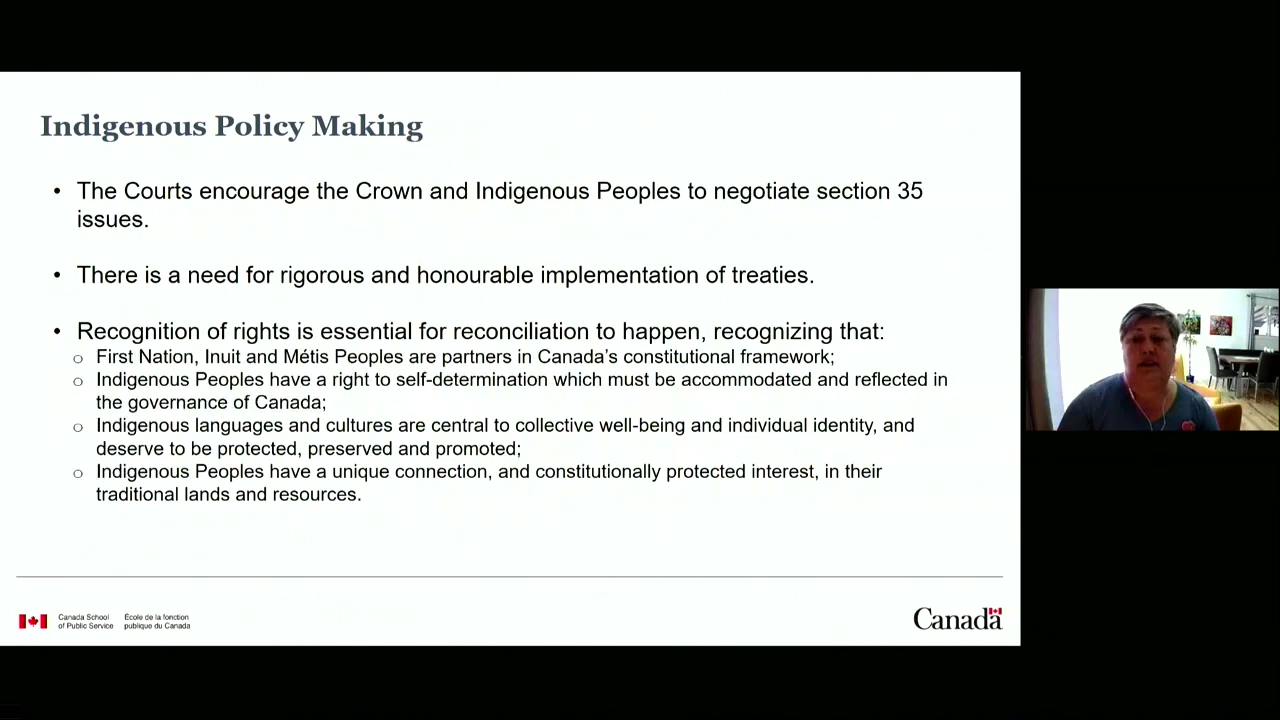 Indigenous Policy Making
• The Courts encourage the Crown and Indigenous Peoples to negotiate section 35
issues.
• There is a need for rigorous and honourable implementation of treaties.
• Recognition of rights is essential for reconciliation to happen, recognizing that:
o First Nation, Inuit and Métis Peoples are partners in Canada's constitutional framework;
o Indigenous Peoples have a right to self-determination which must be accommodated and reflected in
the governance of Canada;
o Indigenous languages and cultures are central to collective well-being and individual identity, and
deserve to be protected, preserved and promoted;
o Indigenous Peoples have a unique connection, and constitutionally protected interest, in their
traditional lands and resources.
Canada School
of Public Service
École de la fonction
publique du Canada
Canada